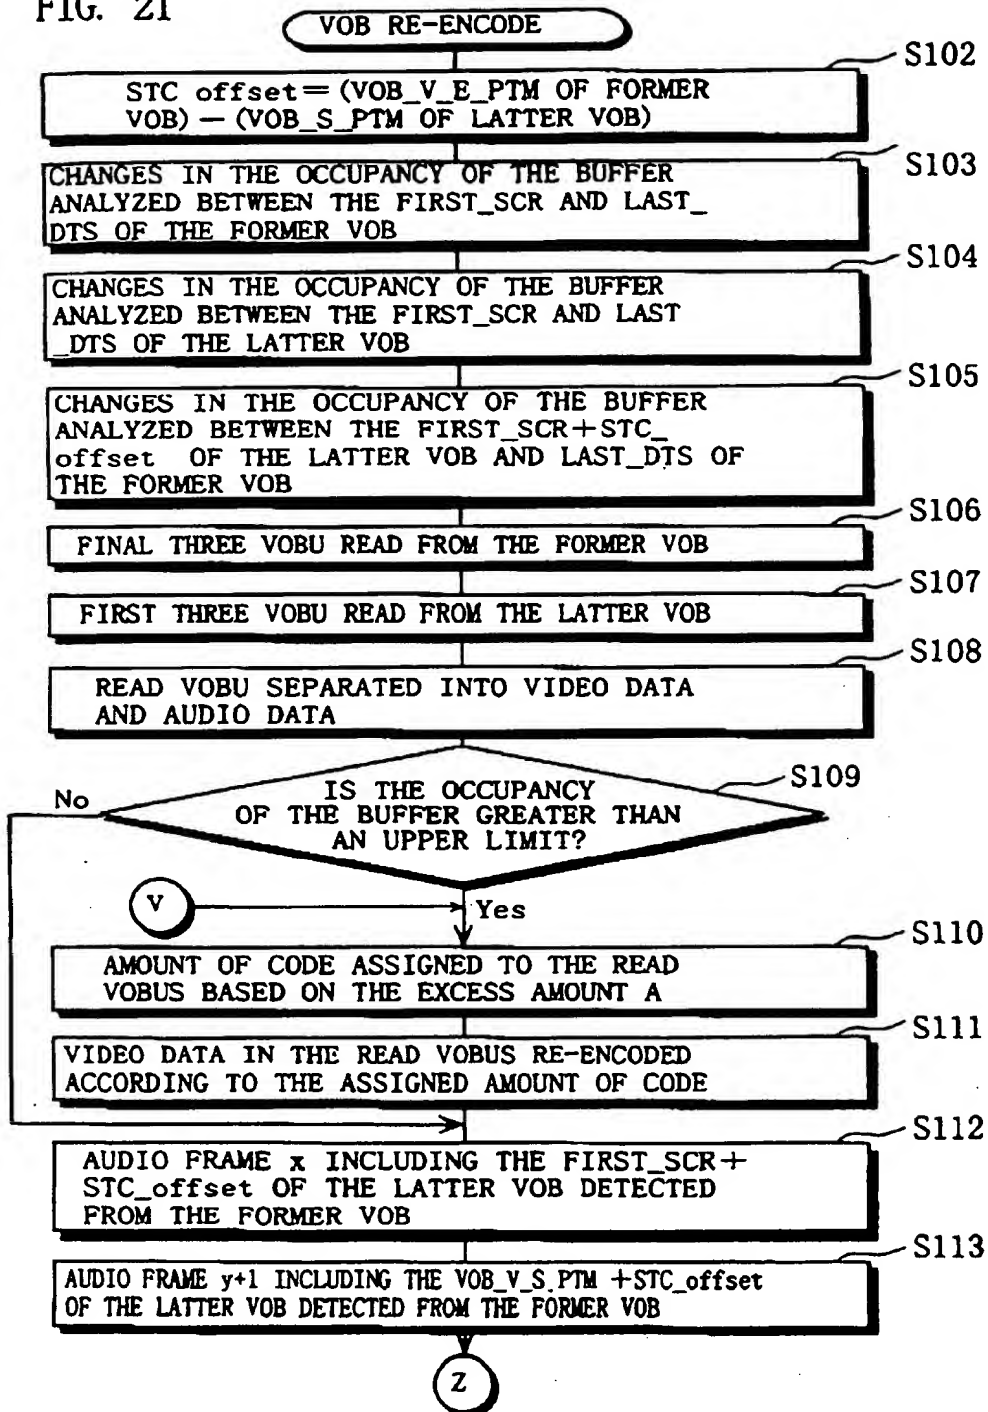 FIG. 21
VOB RE-ENCODE
S102
STC offset=(VOB_V_E_PTM OF FORMER
VOB)—(VOB_S_PTM OF LATTER VOB)
S103
CHANGES IN THE OCCUPANCY OF THE BUFFER
ANALYZED BETWEEN THE FIRST_SCR AND LAST_
DTS OF THE FORMER VOB
S104
CHANGES IN THE OCCUPANCY OF THE BUFFER
ANALYZED BETWEEN THE FIRST_SCR AND LAST
_DTS OF THE LATTER VOB
S105
CHANGES IN THE OCCUPANCY OF THE BUFFER
ANALYZED BETWEEN THE FIRST_SCR+STC_
offset OF THE LATTER VOB AND LAST_DTS OF
THE FORMER VOB
S106
FINAL THREE VOBU READ FROM THE FORMER VOB
S107
FIRST THREE VOBU READ FROM THE LATTER VOB
S108
READ VOBU SEPARATED INTO VIDEO DATA
AND AUDIO DATA
S109
IS THE OCCUPANCY
OF THE BUFFER GREATER THAN
AN UPPER LIMIT?
No
V
Yes
S110
AMOUNT OF CODE ASSIGNED TO THE READ
VOBUS BASED ON THE EXCESS AMOUNT A
S111
VIDEO DATA IN THE READ VOBUS RE-ENCODED
ACCORDING TO THE ASSIGNED AMOUNT OF CODE
S112
AUDIO FRAME x INCLUDING THE FIRST_SCR+
STC_offset OF THE LATTER VOB DETECTED
FROM THE FORMER VOB
S113
AUDIO FRAME y+1 INCLUDING THE VOB_V_S_PTM +STC_offset
OF THE LATTER VOB DETECTED FROM THE FORMER VOB
Z